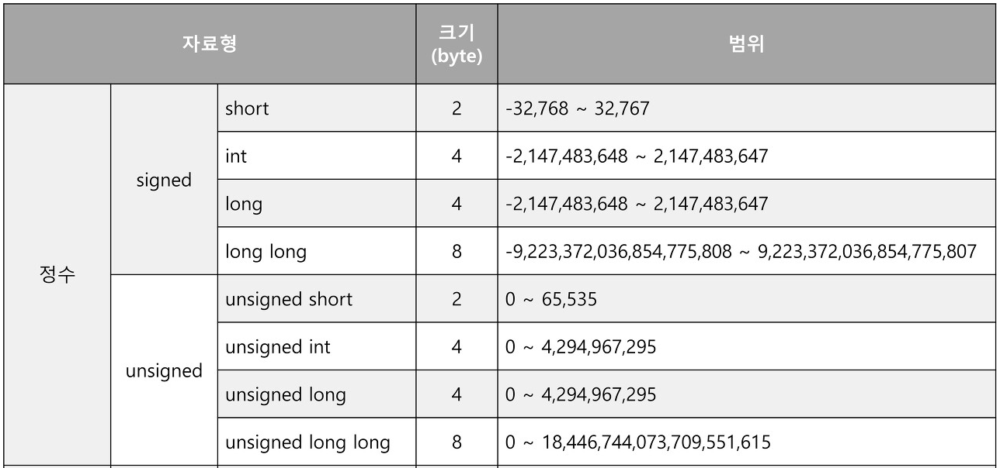 자료형 크기 (byte) 범위
정수 signed short 2 -32,768 ~ 32,767
int 4 -2,147,483,648 ~ 2,147,483,647
long 4 -2,147,483,648 ~ 2,147,483,647
long long 8 -9,223,372,036,854,775,808 ~ 9,223,372,036,854,775,807
unsigned unsigned short 2 0 ~ 65,535
unsigned int 4 0 ~ 4,294,967,295
unsigned long 4 0 ~ 4,294,967,295
unsigned long long 8 0 ~ 18,446,744,073,709,551,615